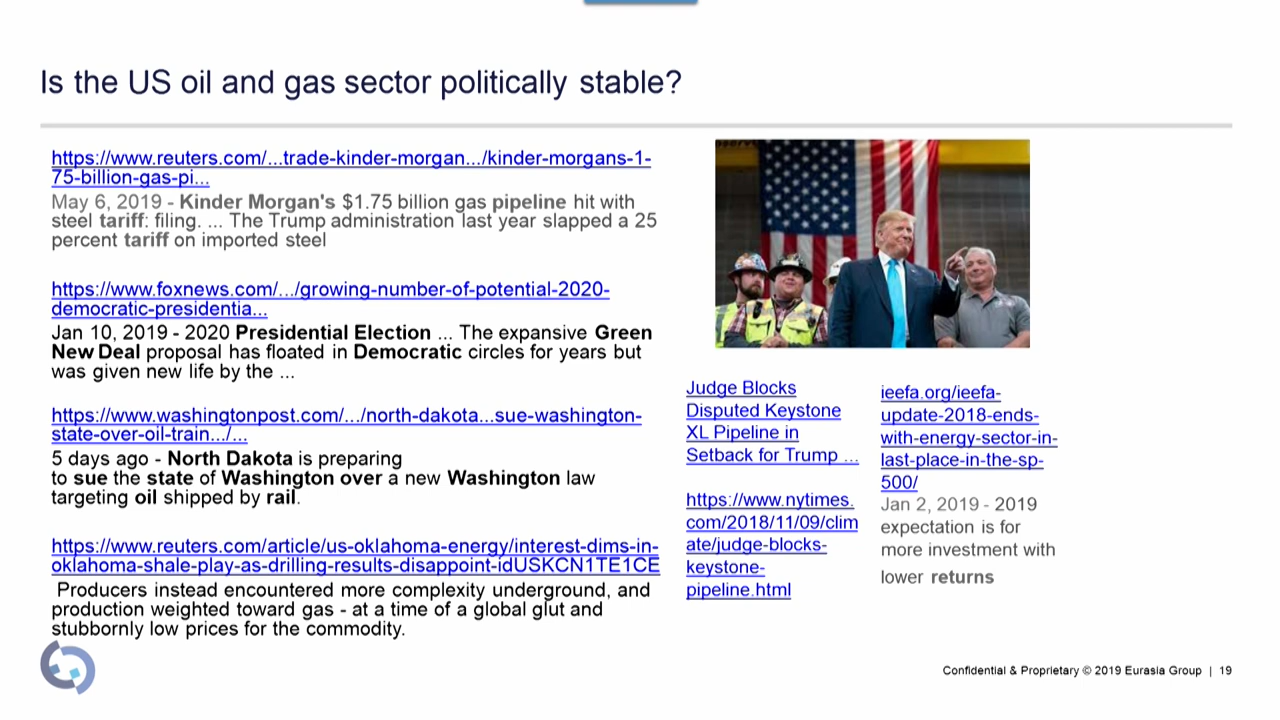 Is the US oil and gas sector politically stable?
https://www.reuters.com/...trade-kinder-morgan.../kinder-morgans-1-
75-billion-gas-pi...
May 6, 2019 - Kinder Morgan's $1.75 billion gas pipeline hit with
steel tariff: filing. ... The Trump administration last year slapped a 25
percent tariff on imported steel
https://www.foxnews.com/.../growing-number-of-potential-2020-
democratic-presidentia...
Jan 10, 2019 - 2020 Presidential Election ... The expansive Green
New Deal proposal has floated in Democratic circles for years but
was given new life by the ...
https://www.washingtonpost.com/.../north-dakota...sue-washington-
state-over-oil-train.../...
5 days ago - North Dakota is preparing
to sue the state of Washington over a new Washington law
targeting oil shipped by rail.
https://www.reuters.com/article/us-oklahoma-energy/interest-dims-in-
oklahoma-shale-play-as-drilling-results-disappoint-idUSKCN1TE1CE
Producers instead encountered more complexity underground, and
production weighted toward gas - at a time of a global glut and
stubbornly low prices for the commodity.
Judge Blocks
Disputed Keystone
XL Pipeline in
Setback for Trump ...
https://www.nytimes.
com/2018/11/09/clim
ate/judge-blocks-
keystone-
pipeline.html
ieefa.org/ieefa-
update-2018-ends-
with-energy-sector-in-
last-place-in-the-sp-
500/
Jan 2, 2019 - 2019
expectation is for
more investment with
lower returns
Confidential & Proprietary © 2019 Eurasia Group | 19